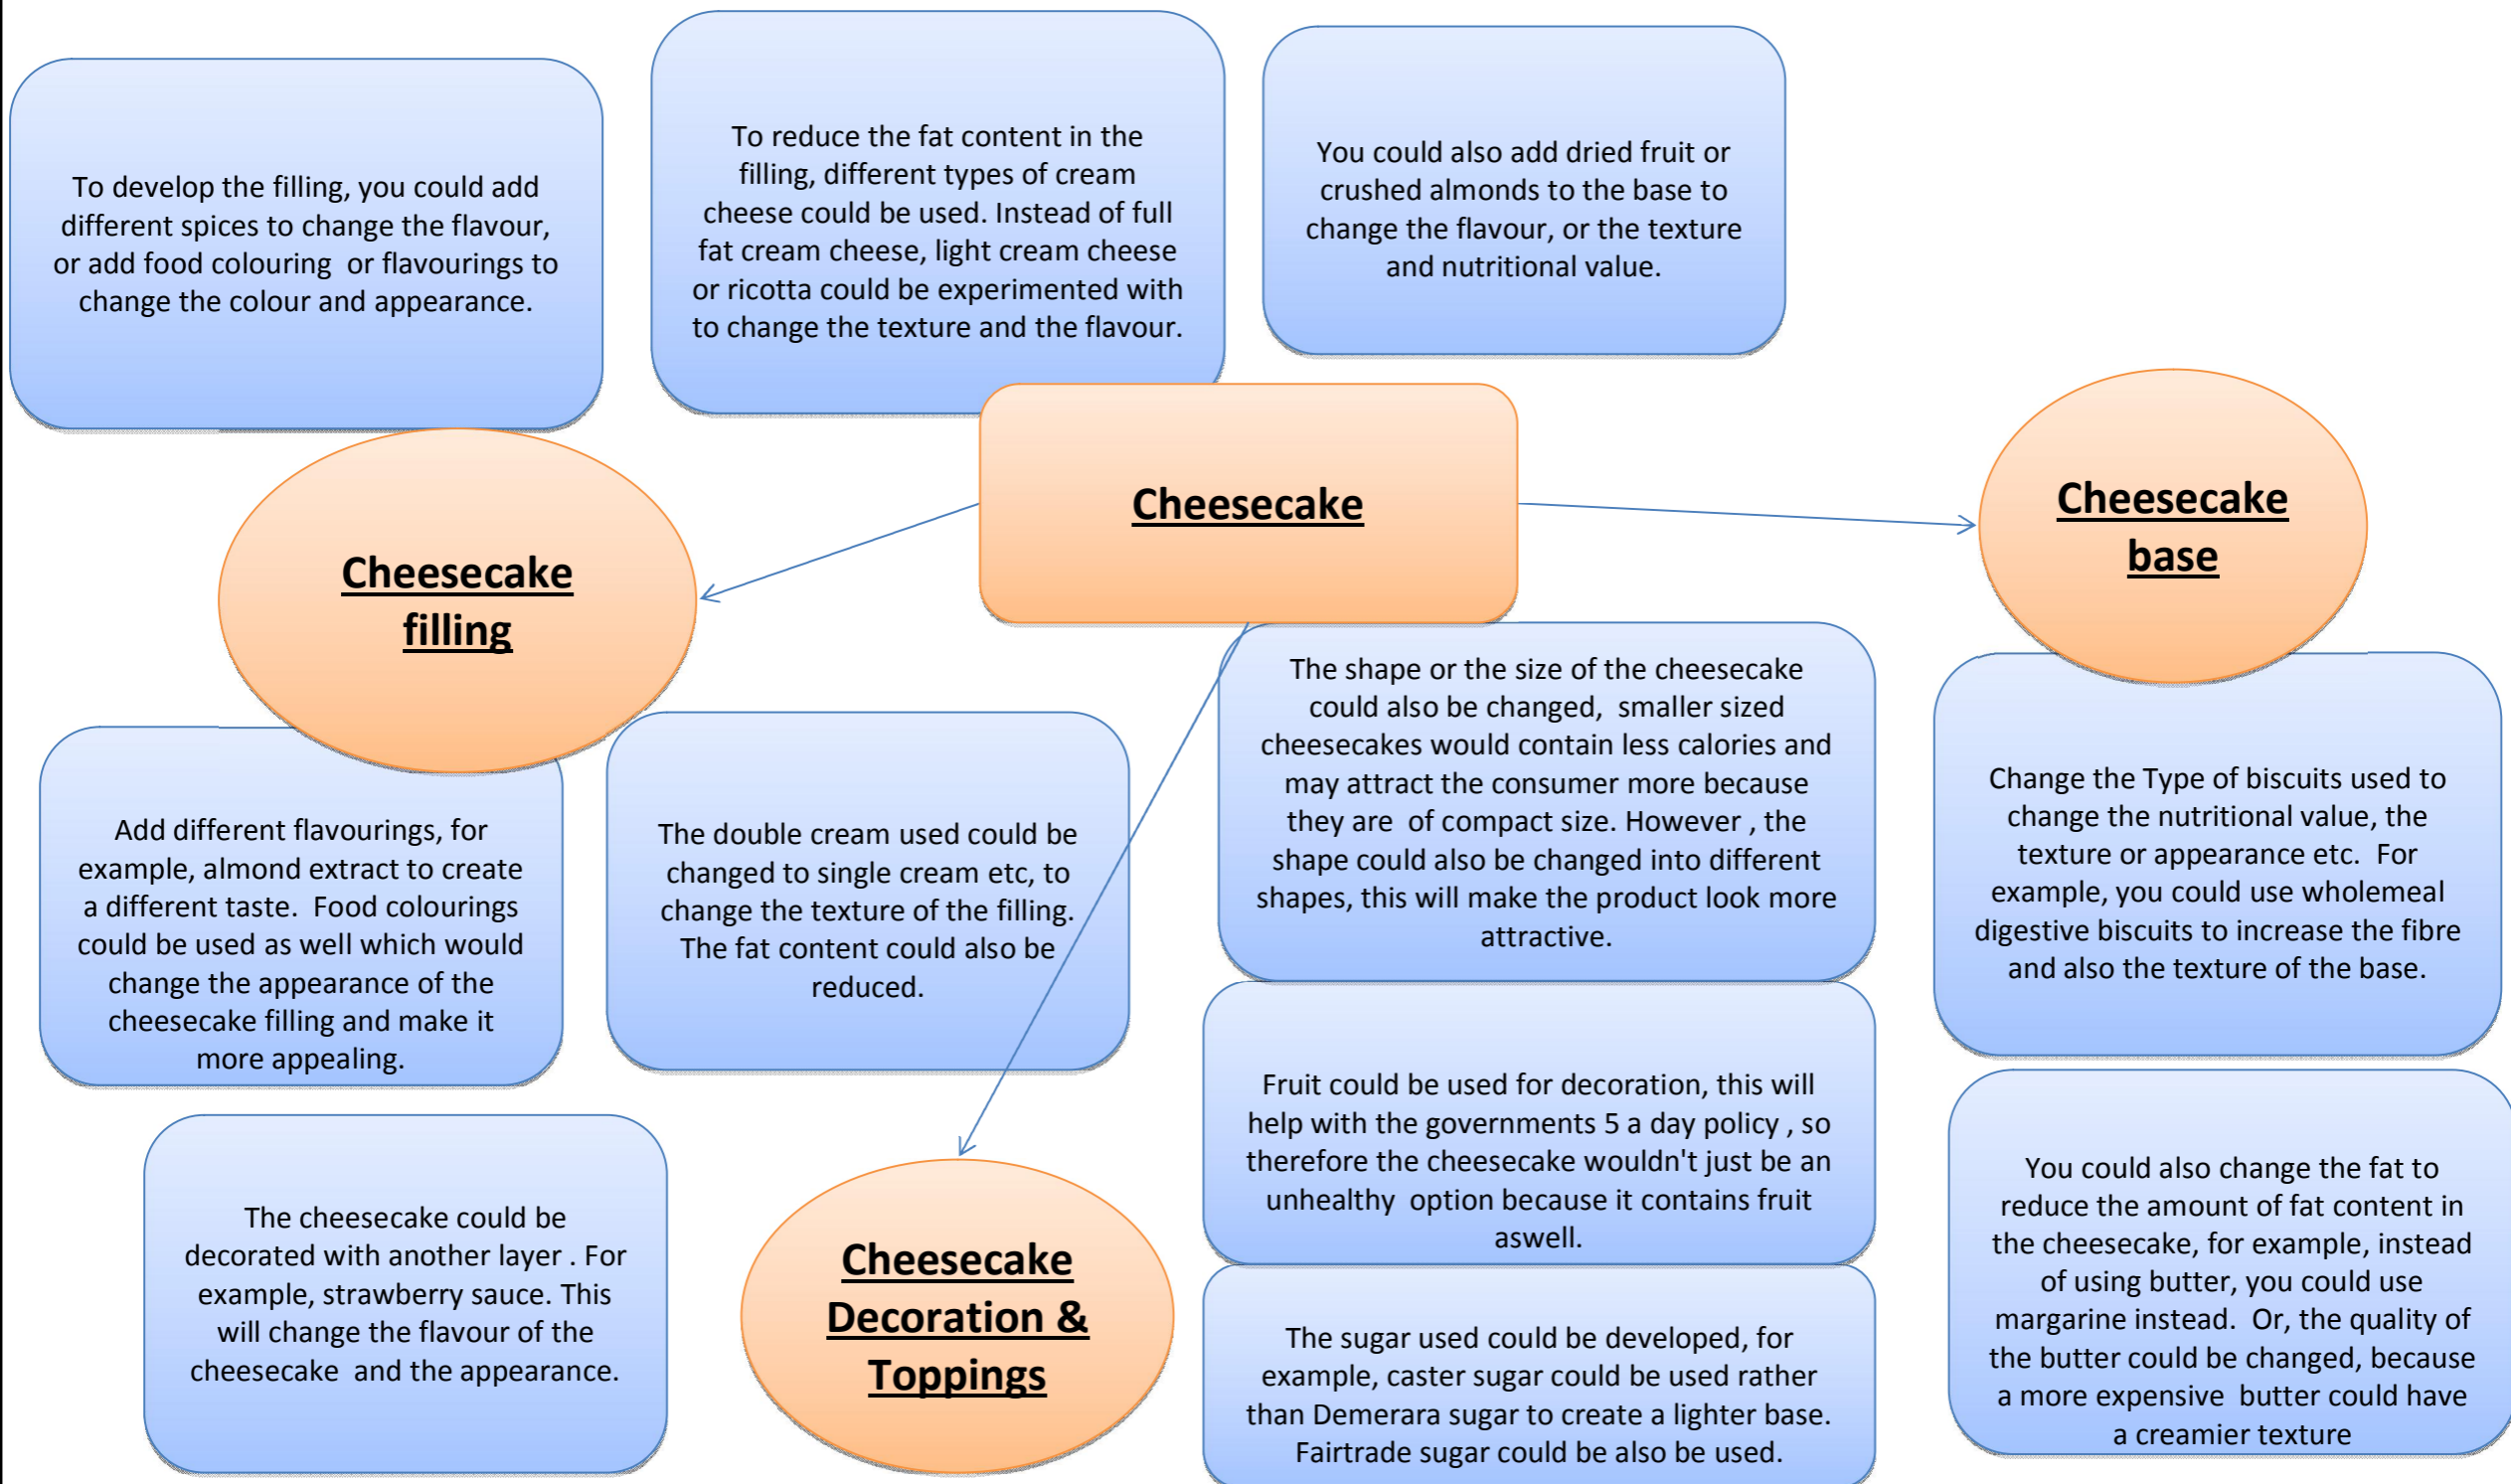 To develop the filling, you could add
different spices to change the flavour,
or add food colouring  or flavourings to
change the colour and appearance.
To reduce the fat content in the
filling, different types of cream
cheese could be used. Instead of full
fat cream cheese, light cream cheese
or ricotta could be experimented with
to change the texture and the flavour.
You could also add dried fruit or
crushed almonds to the base to
change the flavour, or the texture
and nutritional value.
Cheesecake
Cheesecake
base
Cheesecake
filling
The shape or the size of the cheesecake
could also be changed,  smaller sized
cheesecakes would contain less calories and
may attract the consumer more because
they are  of compact size. However , the
shape could also be changed into different
shapes, this will make the product look more
attractive.
Change the Type of biscuits used to
change the nutritional value, the
texture or appearance etc.  For
example, you could use wholemeal
digestive biscuits to increase the fibre
and also the texture of the base.
Add different flavourings, for
example, almond extract to create
a different taste.  Food colourings
could be used as well which would
change the appearance of the
cheesecake filling and make it
more appealing.
The double cream used could be
changed to single cream etc, to
change the texture of the filling.
The fat content could also be
reduced.
Fruit could be used for decoration, this will
help with the governments 5 a day policy , so
therefore the cheesecake wouldn't just be an
unhealthy  option because it contains fruit
aswell.
You could also change the fat to
reduce the amount of fat content in
the cheesecake, for example, instead
of using butter, you could use
margarine instead.  Or, the quality of
the butter could be changed, because
a more expensive  butter could have
a creamier texture
The cheesecake could be
decorated with another layer . For
example, strawberry sauce. This
will change the flavour of the
cheesecake  and the appearance.
Cheesecake
Decoration &
Toppings
The sugar used could be developed, for
example, caster sugar could be used rather
than Demerara sugar to create a lighter base.
Fairtrade sugar could be also be used.